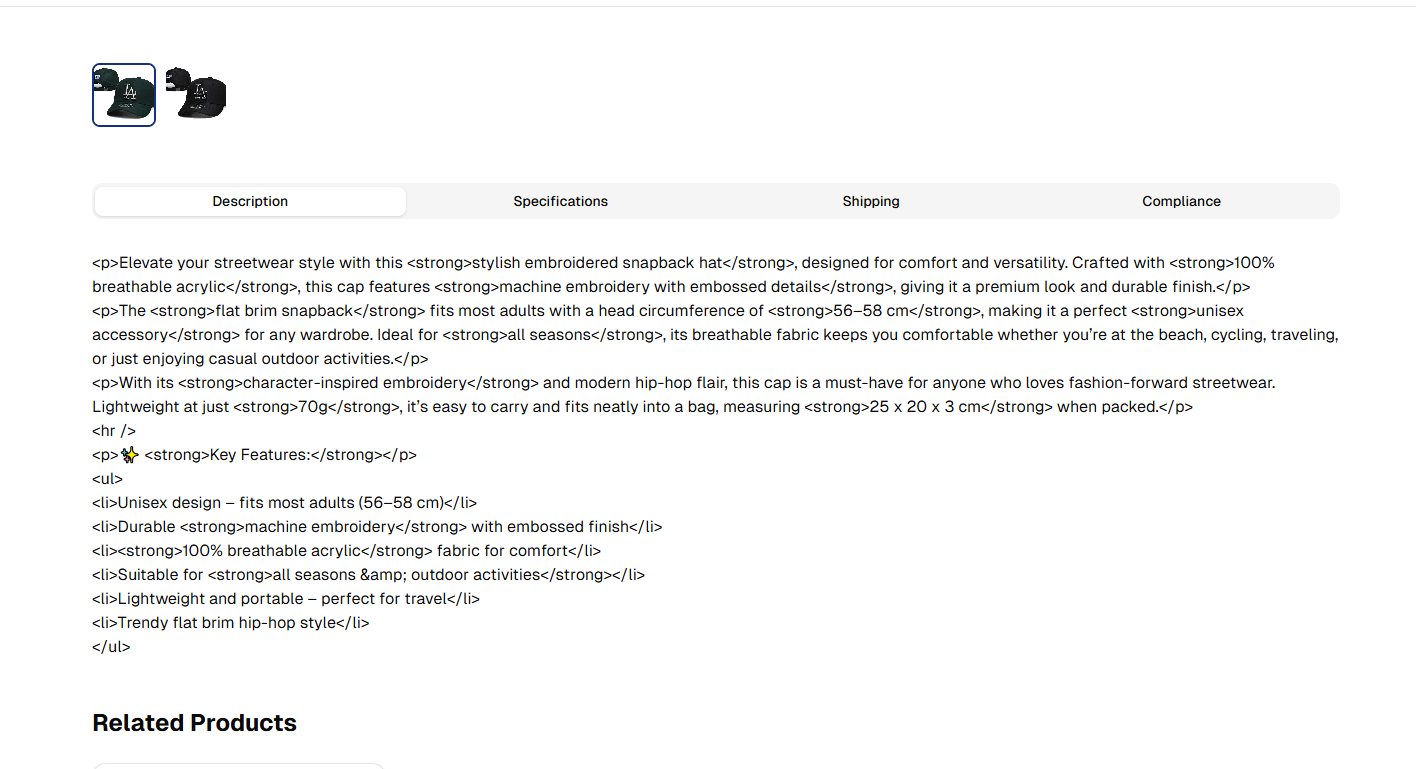 LA
Description
Specifications
Shipping
Compliance
<p>Elevate your streetwear style with this <strong>stylish embroidered snapback hat</strong>, designed for comfort and versatility. Crafted with <strong>100%
breathable acrylic</strong>, this cap features <strong>machine embroidery with embossed details</strong>, giving it a premium look and durable finish.</p>
<p>The <strong>flat brim snapback</strong> fits most adults with a head circumference of <strong>56–58 cm</strong>, making it a perfect <strong>unisex
accessory</strong> for any wardrobe. Ideal for <strong>all seasons</strong>, its breathable fabric keeps you comfortable whether you’re at the beach, cycling, traveling,
or just enjoying casual outdoor activities.</p>
<p>With its <strong>character-inspired embroidery</strong> and modern hip-hop flair, this cap is a must-have for anyone who loves fashion-forward streetwear.
Lightweight at just <strong>70g</strong>, it’s easy to carry and fits neatly into a bag, measuring <strong>25 x 20 x 3 cm</strong> when packed.</p>
<hr />
<p>✨ <strong>Key Features:</strong></p>
<ul>
<li>Unisex design – fits most adults (56–58 cm)</li>
<li>Durable <strong>machine embroidery</strong> with embossed finish</li>
<li><strong>100% breathable acrylic</strong> fabric for comfort</li>
<li>Suitable for <strong>all seasons &amp; outdoor activities</strong></li>
<li>Lightweight and portable – perfect for travel</li>
<li>Trendy flat brim hip-hop style</li>
</ul>
Related Products